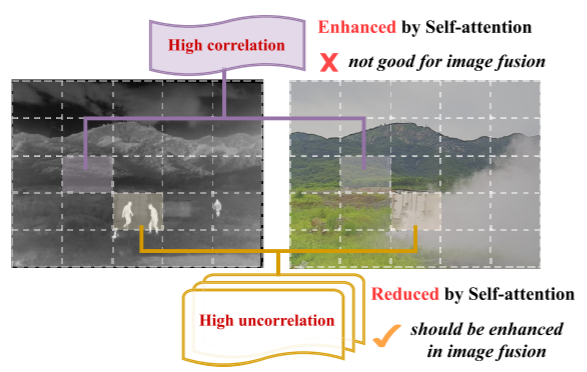 High correlation
Enhanced by Self-attention
not good for image fusion
High uncorrelation
Reduced by Self-attention
should be enhanced
in image fusion